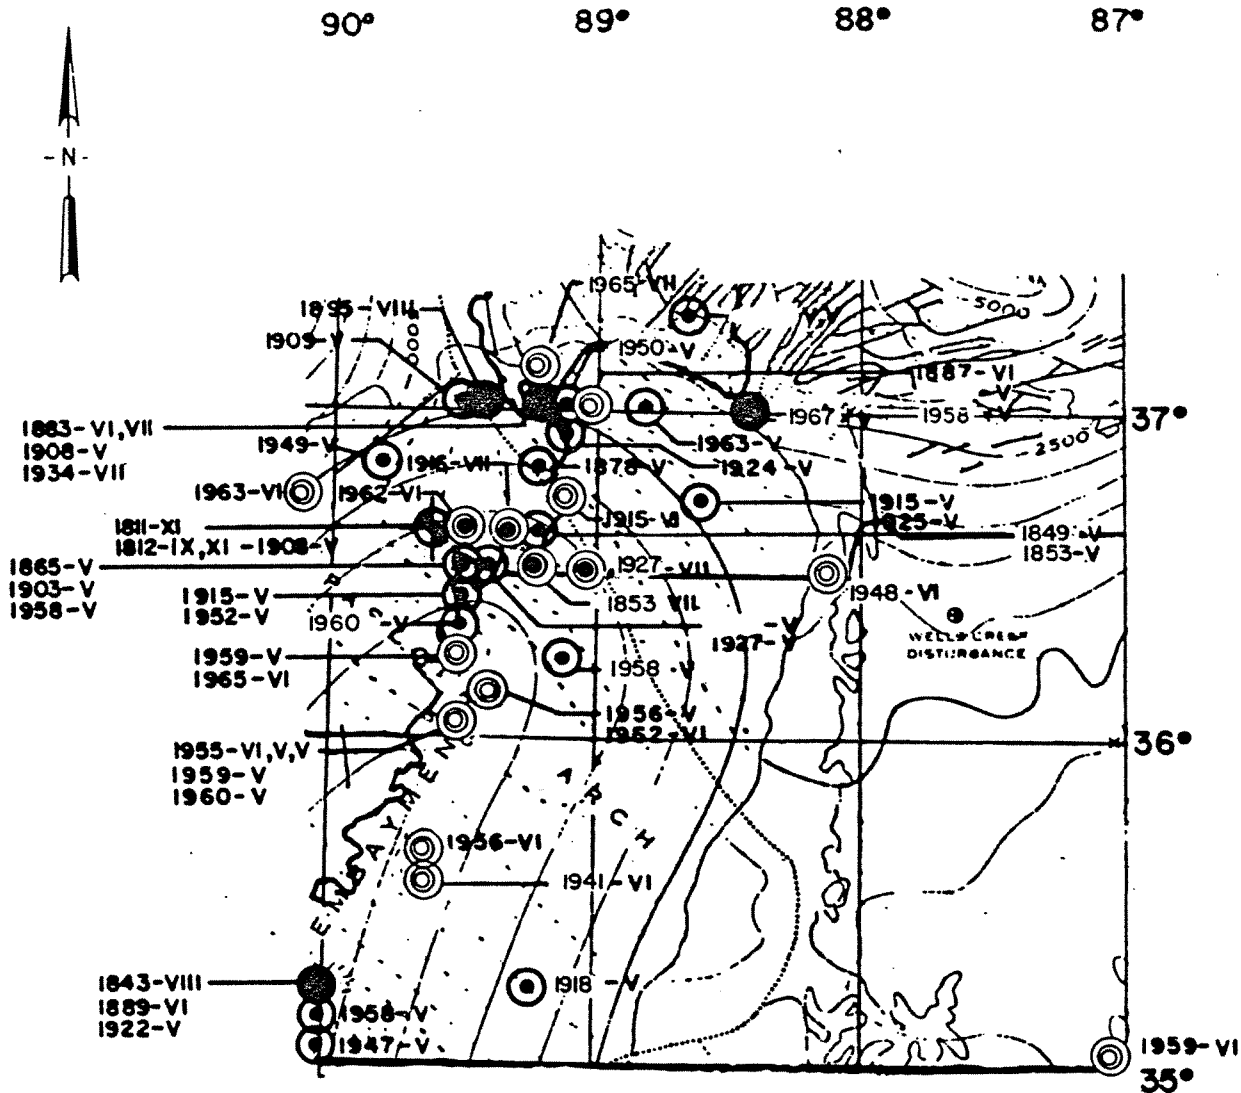 90° 89° 88° 87°
-N-
1965-VII
1895-VIII
5000
1909-V
V,V
1950-V
1887-VI
-V
1967
1958 -V
37°
1883-VI,VII
1908-V
1934-VII
1949-V
1916-VII
1963-V
2500
1878-V
1924-V
1963-VI
1962-VI
1915-V
1925-V
1811-XI
1812-IX,XI-1908-V
1915-VI
1849-V
1853-V
1865-V
1903-V
1958-V
1927-VII
1948-VI
1915-V
1952-V
1853 VII
1960 -V
-V
1927-V
WELLS CREEK
DISTURBANCE
1959-V
1965-VI
1958-V
1956-V
1962-VI
36°
1955-VI,V,V
1959-V
1960-V
ARCH
1956-VI
1941-VI
1843-VIII
1889-VI
1922-V
1918 -V
1958-V
1947-V
1959-VI
35°